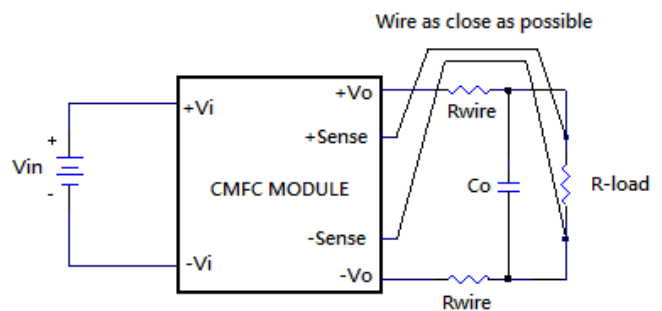 Wire as close as possible
+Vi
+Vo
Rwire
+Sense
+
Vin
-
CMFC MODULE
Co
R-load
-Sense
-Vi
-Vo
Rwire